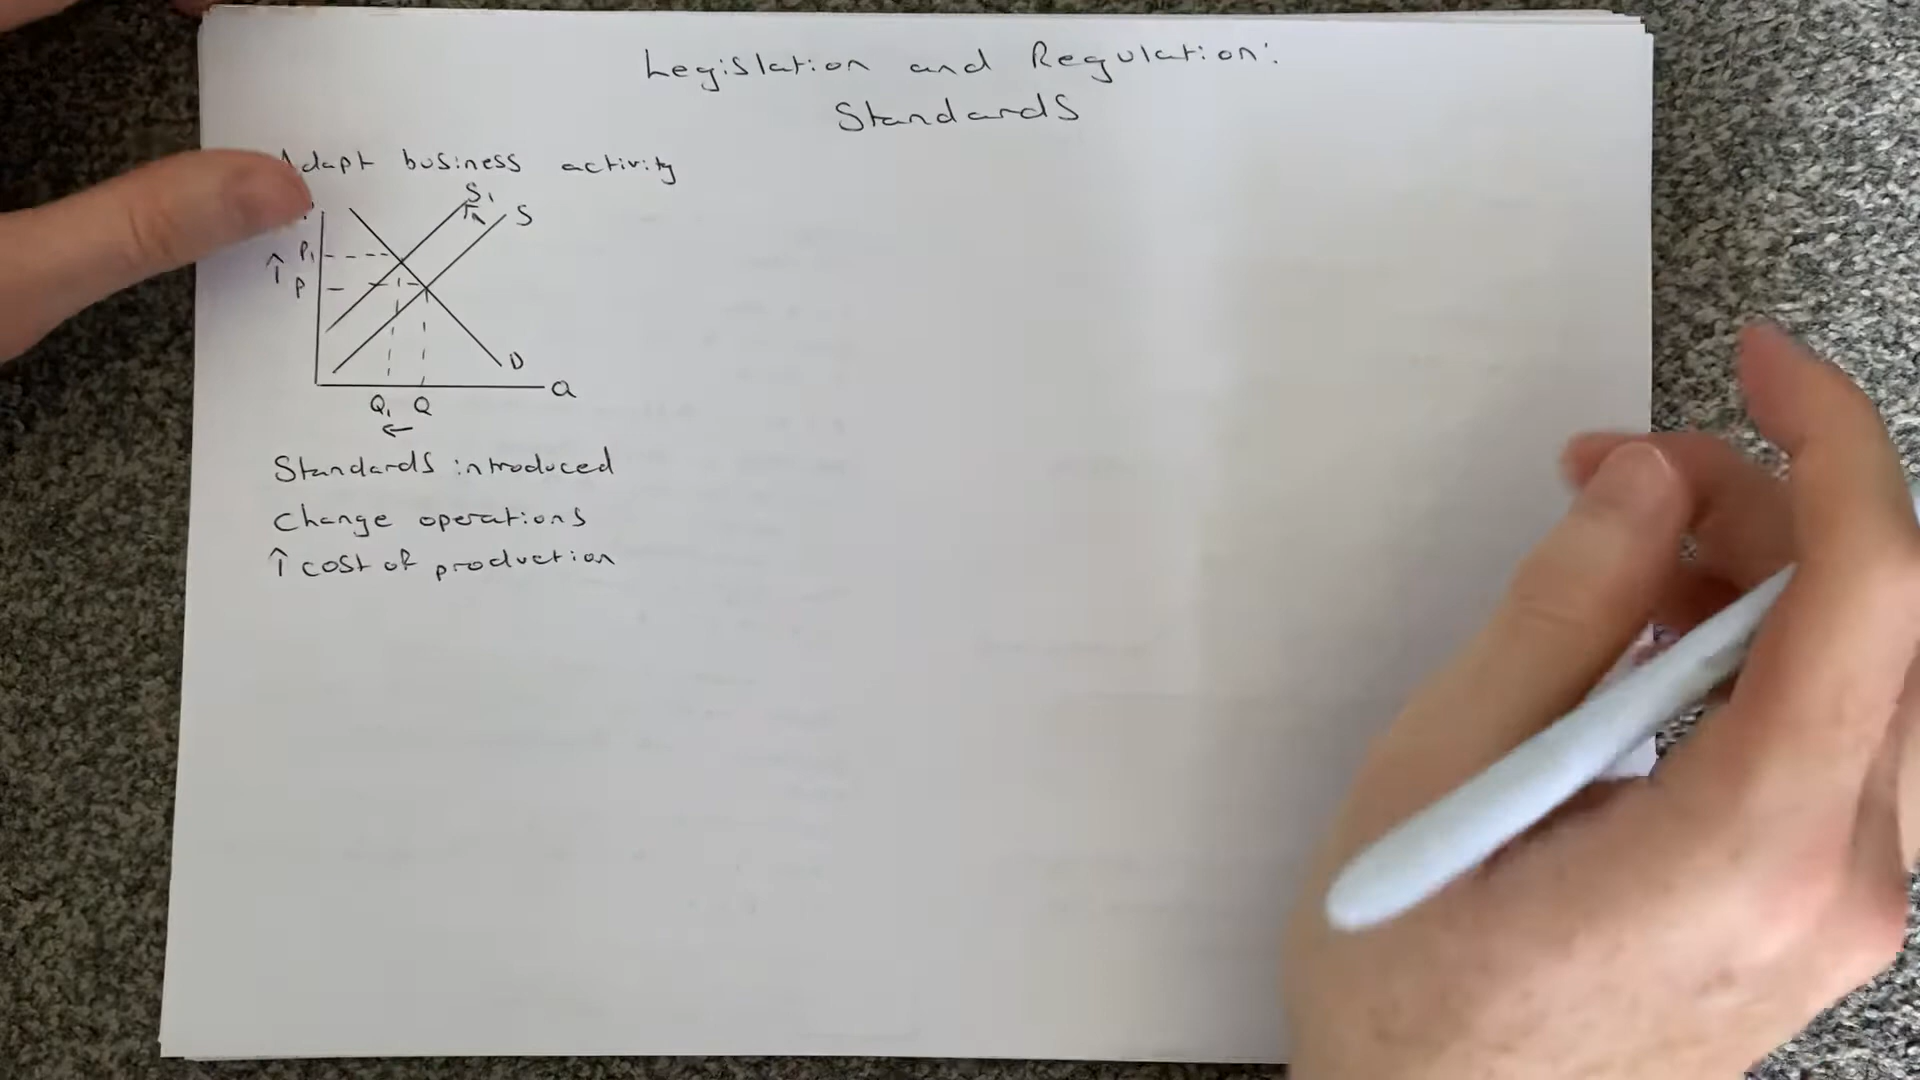 Legislation and Regulation:
Standards
Adapt business activity
S₁
S
P₁
↑
P
D
Q
Q₁ Q
←
Standards introduced
Change operations
↑ cost of production